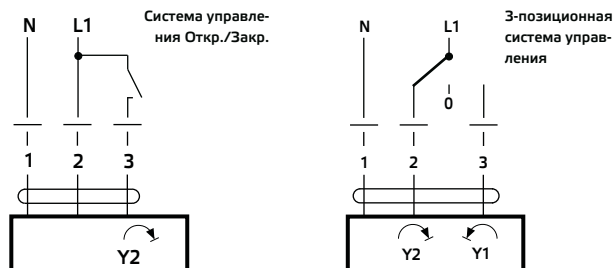 N L1
Система управле-
ния Откр./Закр.
1 2 3
Y2
N L1
3-позиционная
система управ-
ления
0
1 2 3
Y2 Y1